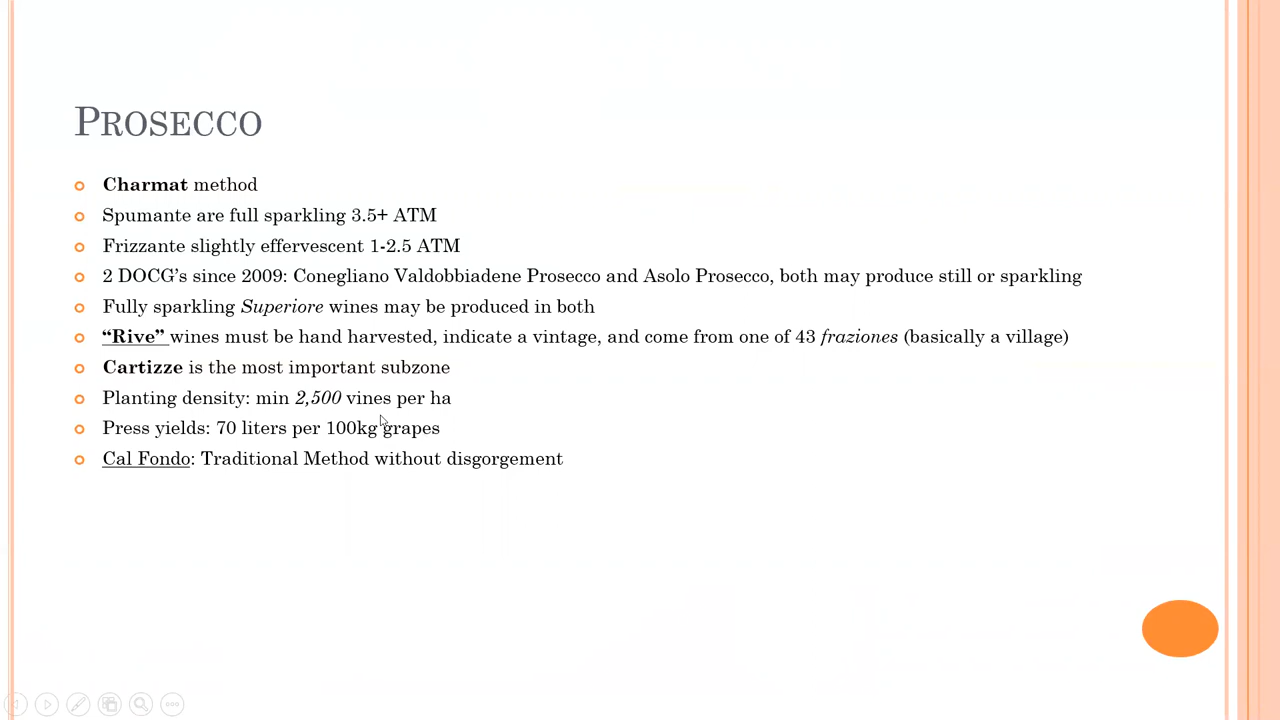 PROSECCO
Charmat method
Spumante are full sparkling 3.5+ ATM
Frizzante slightly effervescent 1-2.5 ATM
2 DOCG’s since 2009: Conegliano Valdobbiadene Prosecco and Asolo Prosecco, both may produce still or sparkling
Fully sparkling Superiore wines may be produced in both
“Rive” wines must be hand harvested, indicate a vintage, and come from one of 43 fraziones (basically a village)
Cartizze is the most important subzone
Planting density: min 2,500 vines per ha
Press yields: 70 liters per 100kg grapes
Cal Fondo: Traditional Method without disgorgement